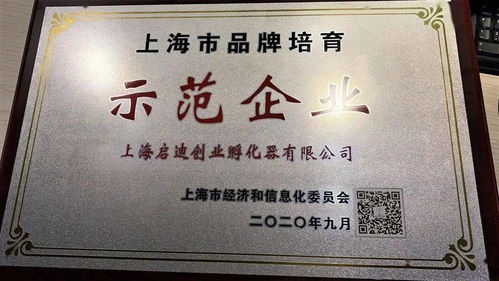 上海市品牌培育
示范企业
上海启迪创业孵化器有限公司
上海市经济和信息化委员会
二〇二〇年九月